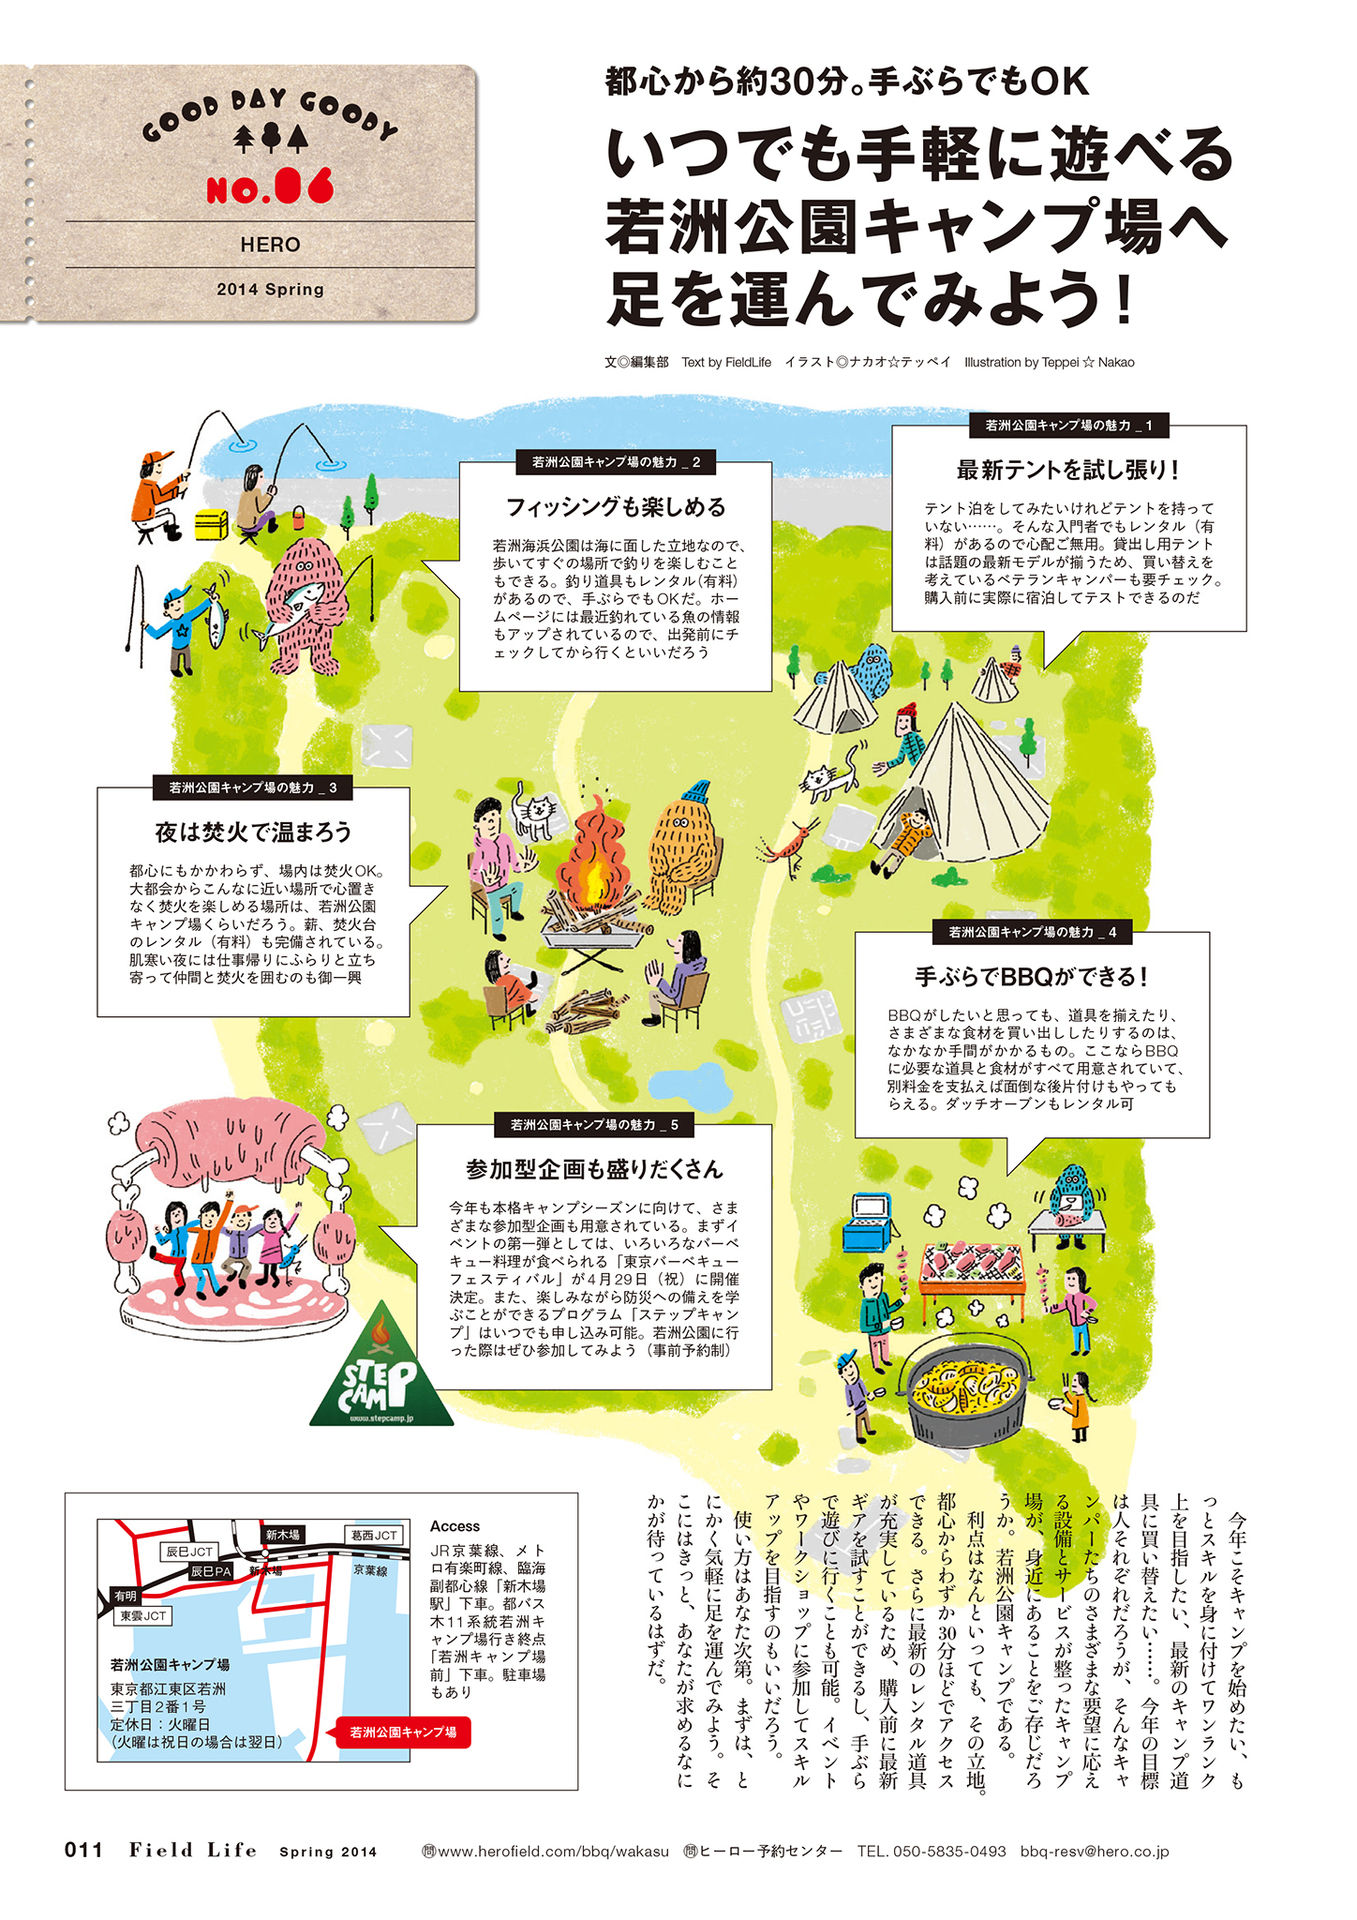 GOOD DAY GOODY
NO.06
HERO
2014 Spring
都心から約30分。手ぶらでもOK
いつでも手軽に遊べる
若洲公園キャンプ場へ
足を運んでみよう！
文◎編集部　Text by FieldLife　イラスト◎ナカオ☆テッペイ　Illustration by Teppei ☆ Nakao
若洲公園キャンプ場の魅力 _ 1
最新テントを試し張り！
テント泊をしてみたいけれどテントを持って
いない……。そんな入門者でもレンタル（有
料）があるので心配ご無用。貸出し用テント
は話題の最新モデルが揃うため、買い替えを
考えているベテランキャンパーも要チェック。
購入前に実際に宿泊してテストできるのだ
若洲公園キャンプ場の魅力 _ 2
フィッシングも楽しめる
若洲海浜公園は海に面した立地なので、
歩いてすぐの場所で釣りを楽しむこと
もできる。釣り道具もレンタル（有料）
があるので、手ぶらでもOKだ。ホー
ムページには最近釣れている魚の情報
もアップされているので、出発前にチ
ェックしてから行くといいだろう
若洲公園キャンプ場の魅力 _ 3
夜は焚火で温まろう
都心にもかかわらず、場内は焚火OK。
大都会からこんなに近い場所で心置き
なく焚火を楽しめる場所は、若洲公園
キャンプ場くらいだろう。薪、焚火台
のレンタル（有料）も完備されている。
肌寒い夜には仕事帰りにふらりと立ち
寄って仲間と焚火を囲むのも御一興
若洲公園キャンプ場の魅力 _ 4
手ぶらでBBQができる！
BBQがしたいと思っても、道具を揃えたり、
さまざまな食材を買い出ししたりするのは、
なかなか手間がかかるもの。ここならBBQ
に必要な道具と食材がすべて用意されていて、
別料金を支払えば面倒な後片付けもやっても
らえる。ダッチオーブンもレンタル可
若洲公園キャンプ場の魅力 _ 5
参加型企画も盛りだくさん
今年も本格キャンプシーズンに向けて、さま
ざまな参加型企画も用意されている。まずイ
ベントの第一弾としては、いろいろなバーベ
キュー料理が食べられる「東京バーベキュー
フェスティバル」が4月29日（祝）に開催
決定。また、楽しみながら防災への備えを学
ぶことができるプログラム「ステップキャン
プ」はいつでも申し込み可能。若洲公園に行
った際はぜひ参加してみよう（事前予約制）
STEP
CAMP
www.stepcamp.jp
今年こそキャンプを始めたい、も
っとスキルを身に付けてワンランク
上を目指したい、最新のキャンプ道
具に買い替えたい……。今年の目標
は人それぞれだろうが、そんなキャ
ンパーたちのさまざまな要望に応え
る設備とサービスが整ったキャンプ
場が、身近にあることをご存じだろ
うか。若洲公園キャンプである。
利点はなんといっても、その立地。
都心からわずか30分ほどでアクセス
できる。さらに最新のレンタル道具
が充実しているため、購入前に最新
ギアを試すことができるし、手ぶら
で遊びに行くことも可能。イベント
やワークショップに参加してスキル
アップを目指すのもいいだろう。
使い方はあなた次第。まずは、と
にかく気軽に足を運んでみよう。そ
こにはきっと、あなたが求めるなに
かが待っているはずだ。
新木場
葛西JCT
辰巳JCT
辰巳PA
新木場
京葉線
有明
東雲JCT
若洲公園キャンプ場
東京都江東区若洲
三丁目2番1号
定休日：火曜日
（火曜は祝日の場合は翌日）
若洲公園キャンプ場
Access
JR京葉線、メト
ロ有楽町線、臨海
副都心線「新木場
駅」下車。都バス
木11系統若洲キ
ャンプ場行き終点
「若洲キャンプ場
前」下車。駐車場
もあり
011　Field Life　Spring 2014　㉄www.herofield.com/bbq/wakasu　㉄ヒーロー予約センター　TEL. 050-5835-0493　bbq-resv@hero.co.jp